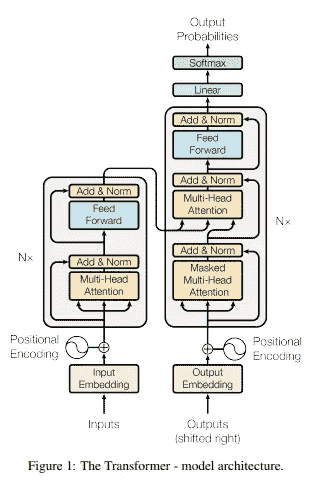 Output
Probabilities
Softmax
Linear
Add & Norm
Feed
Forward
Add & Norm
Multi-Head
Attention
Add & Norm
Masked
Multi-Head
Attention
Nx
Positional
Encoding
Output
Embedding
Outputs
(shifted right)
Add & Norm
Feed
Forward
Add & Norm
Multi-Head
Attention
Nx
Positional
Encoding
Input
Embedding
Inputs
Figure 1: The Transformer - model architecture.